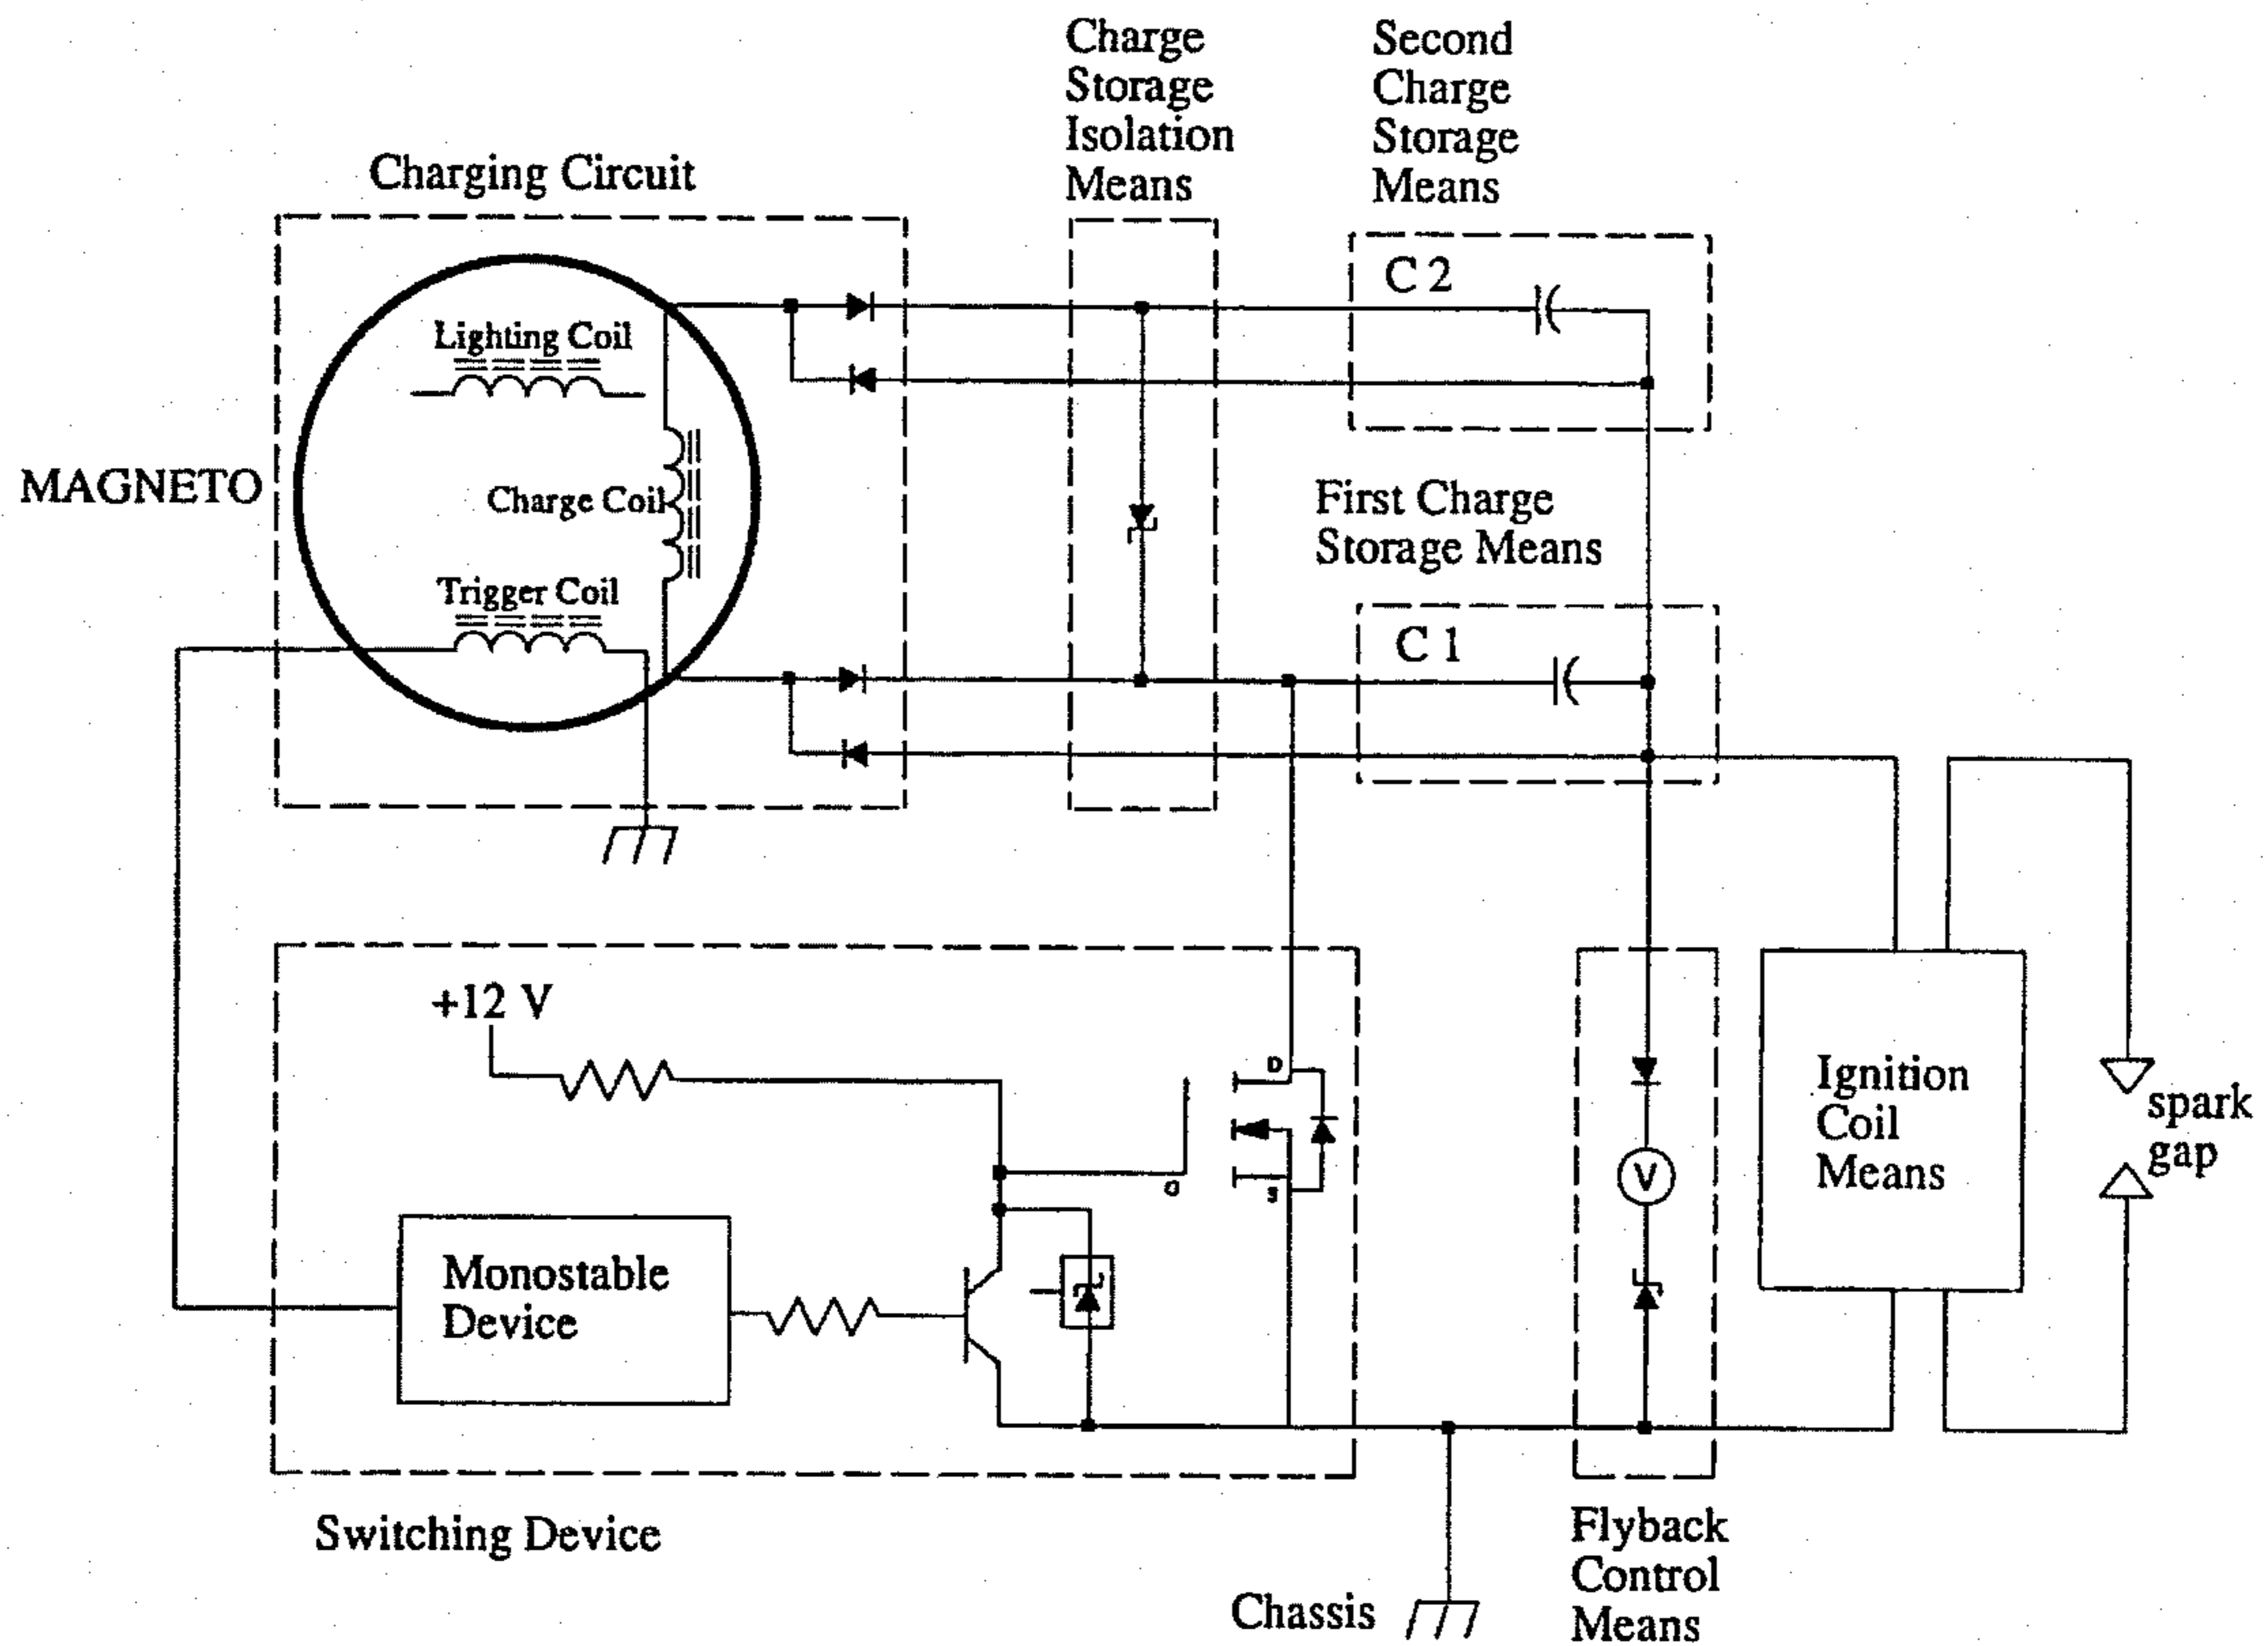 Charge
Storage
Isolation
Means
Second
Charge
Storage
Means
Charging Circuit
C 2
Lighting Coil
MAGNETO
Charge Coil
First Charge
Storage Means
Trigger Coil
C 1
+12 V
D
G
S
V
Ignition
Coil
Means
spark
gap
Monostable
Device
Switching Device
Chassis
Flyback
Control
Means